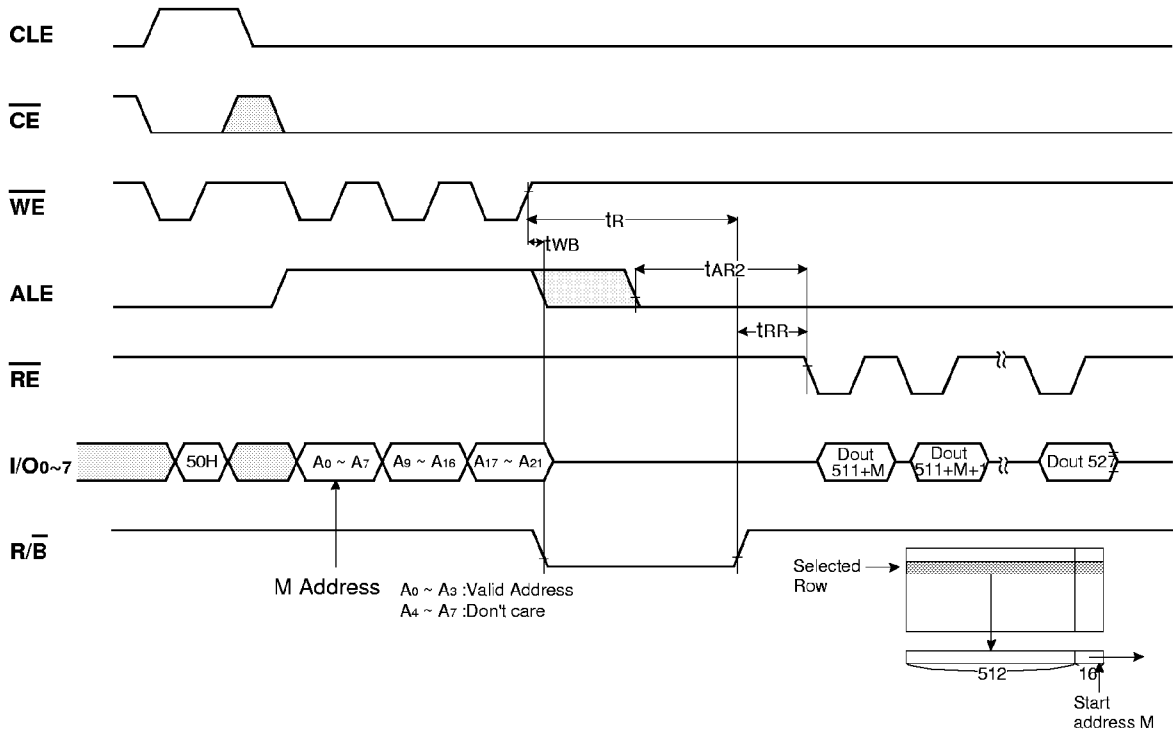 CLE
CE
WE
tR
tWB
ALE
tAR2
tRR
RE
I/O0~7
50H
A0 ~ A7
A9 ~ A16
A17 ~ A21
Dout
511+M
Dout
511+M+1
Dout 527
R/B
M Address
A0 ~ A3 :Valid Address
A4 ~ A7 :Don't care
Selected
Row
512
16
Start
address M